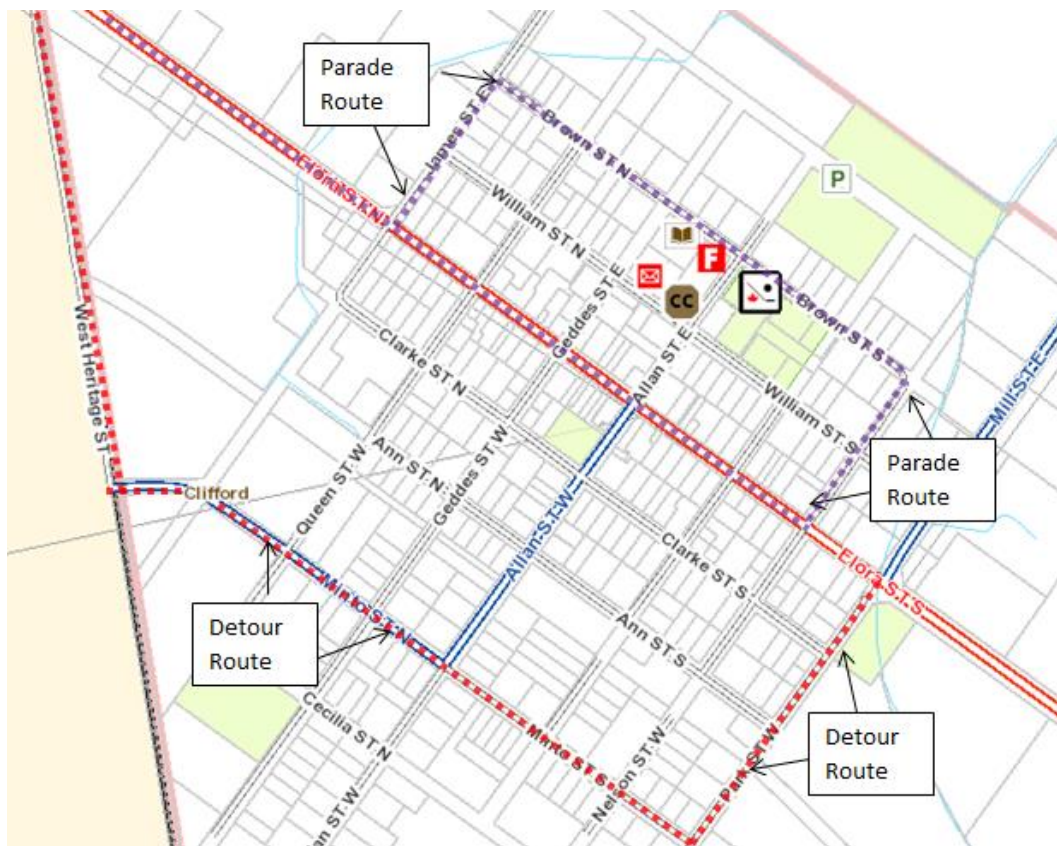 Parade
Route
James ST
Brown ST N
P
Elora ST N
William ST N
F
CC
Geddes ST E
Brown ST S
Mill ST E
West Heritage ST
Clarke ST N
Allan ST E
William ST S
Parade
Route
Ann ST N
Queen ST W
Geddes ST W
Clifford
Allan ST W
Clarke ST S
Elora ST S
Detour
Route
Minto ST N
Ann ST S
Cecilia ST N
Minto ST S
Nelson ST W
Park ST W
Detour
Route
an ST W